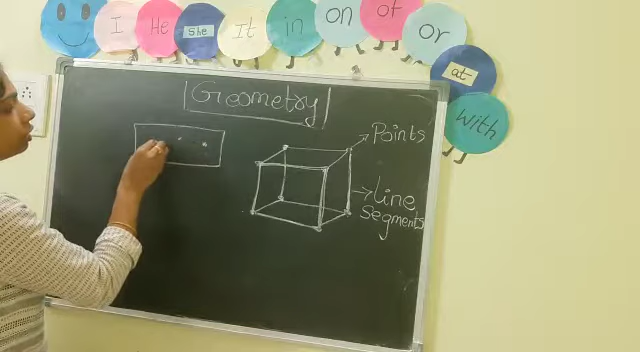 I
He
she
It
in
on
of
or
at
with
Geometry
Points
Line
Segments